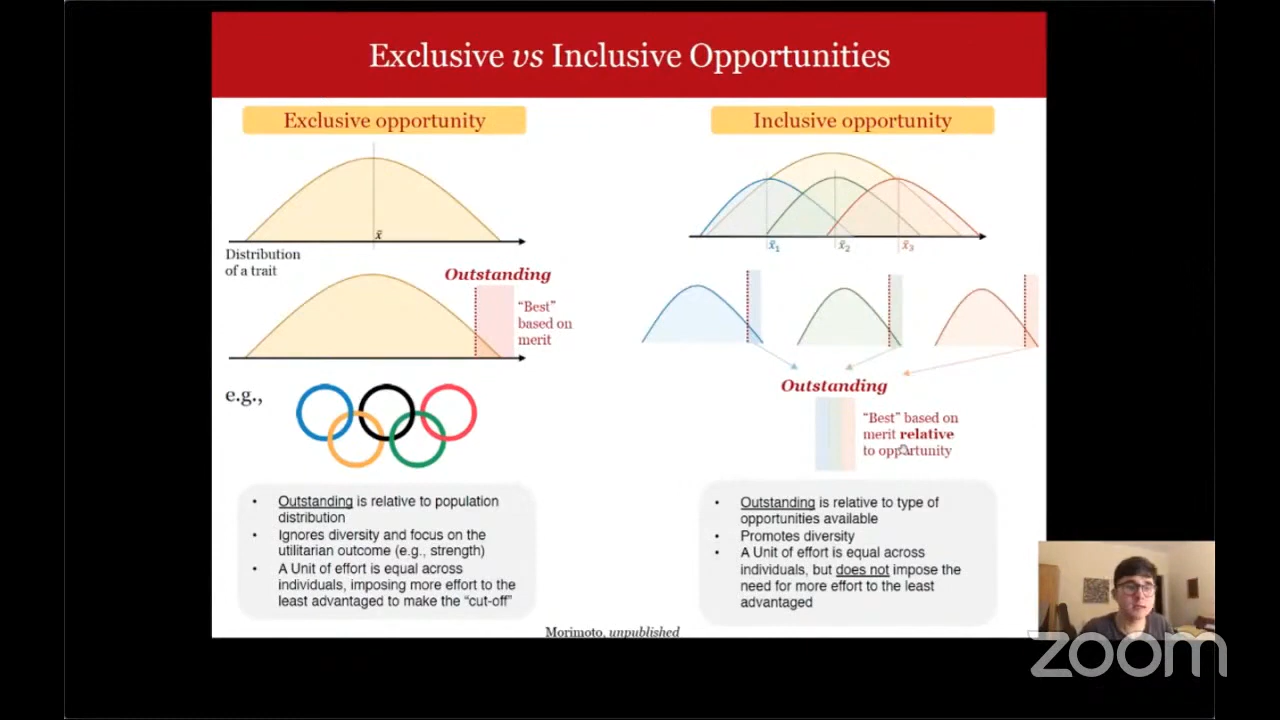 Exclusive vs Inclusive Opportunities
Exclusive opportunity
x̄
Distribution
of a trait
Outstanding
“Best”
based on
merit
e.g.,
• Outstanding is relative to population
distribution
• Ignores diversity and focus on the
utilitarian outcome (e.g., strength)
• A Unit of effort is equal across
individuals, imposing more effort to the
least advantaged to make the “cut-off”
Inclusive opportunity
x̄₁ x̄₂ x̄₃
Outstanding
“Best” based on
merit relative
to opportunity
• Outstanding is relative to type of
opportunities available
• Promotes diversity
• A Unit of effort is equal across
individuals, but does not impose the
need for more effort to the least
advantaged
Morimoto, unpublished
zoom